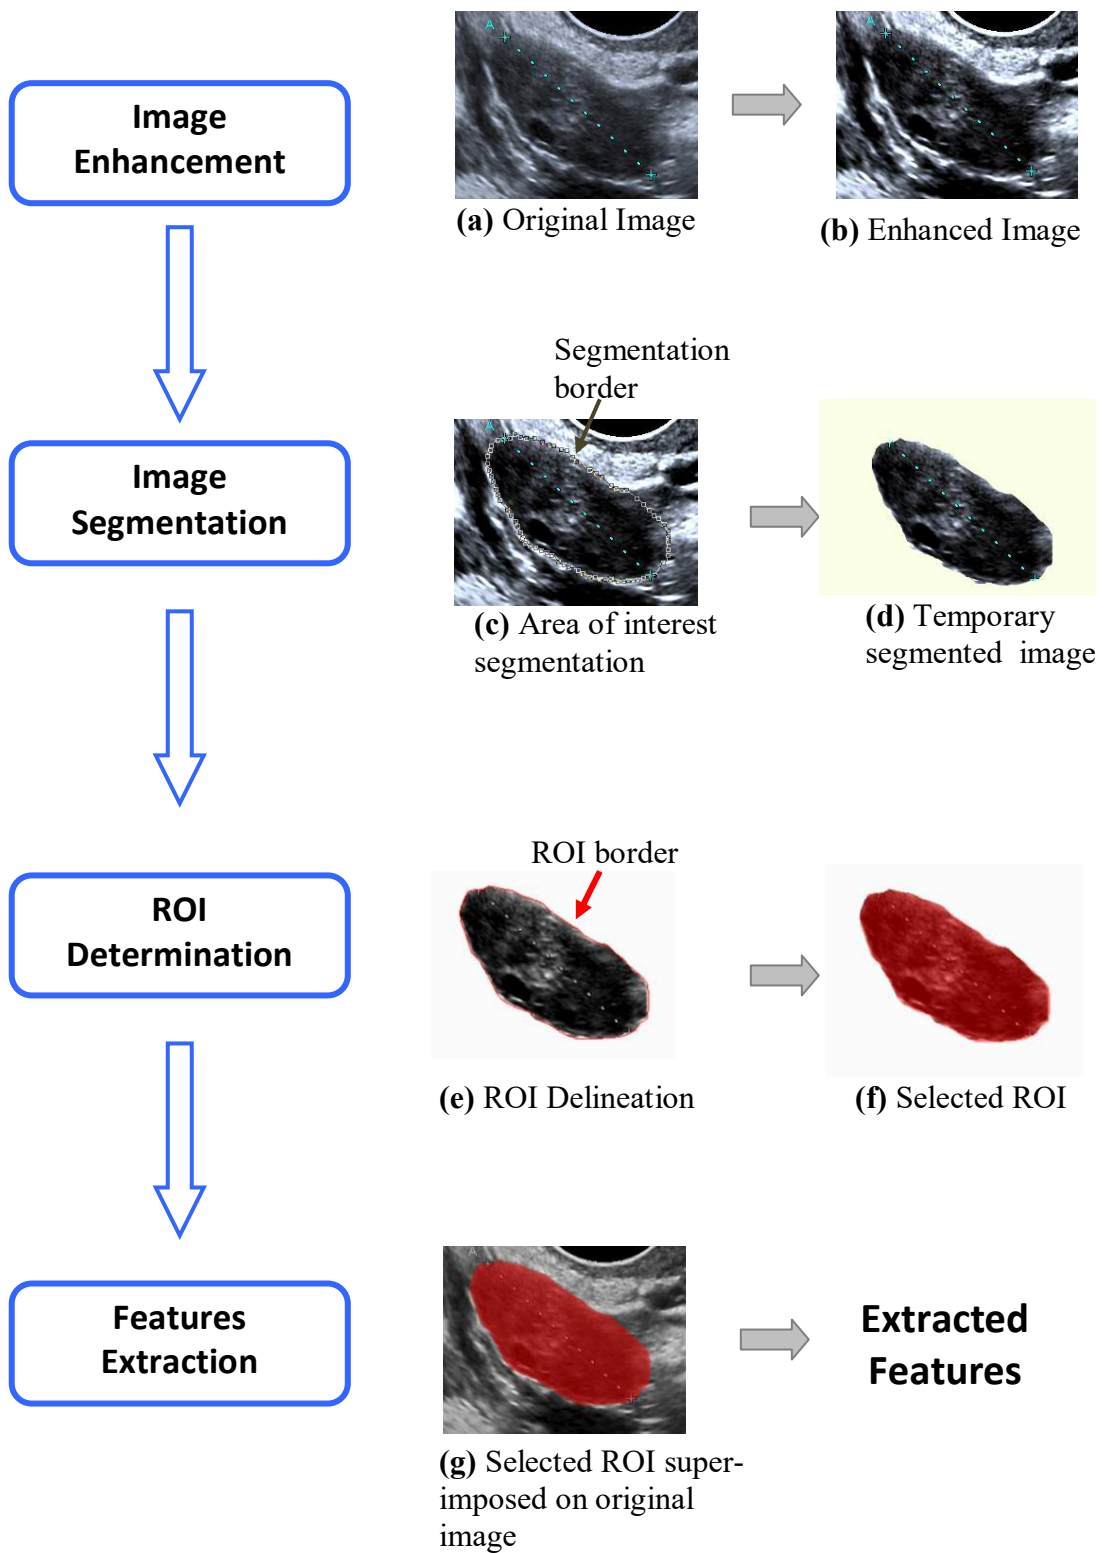 Image
Enhancement
A
A
(a) Original Image
(b) Enhanced Image
Segmentation
border
Image
Segmentation
A
(c) Area of interest
segmentation
(d) Temporary
segmented  image
ROI border
ROI
Determination
(e) ROI Delineation
(f) Selected ROI
Features
Extraction
A
Extracted
Features
(g) Selected ROI super-
imposed on original
image